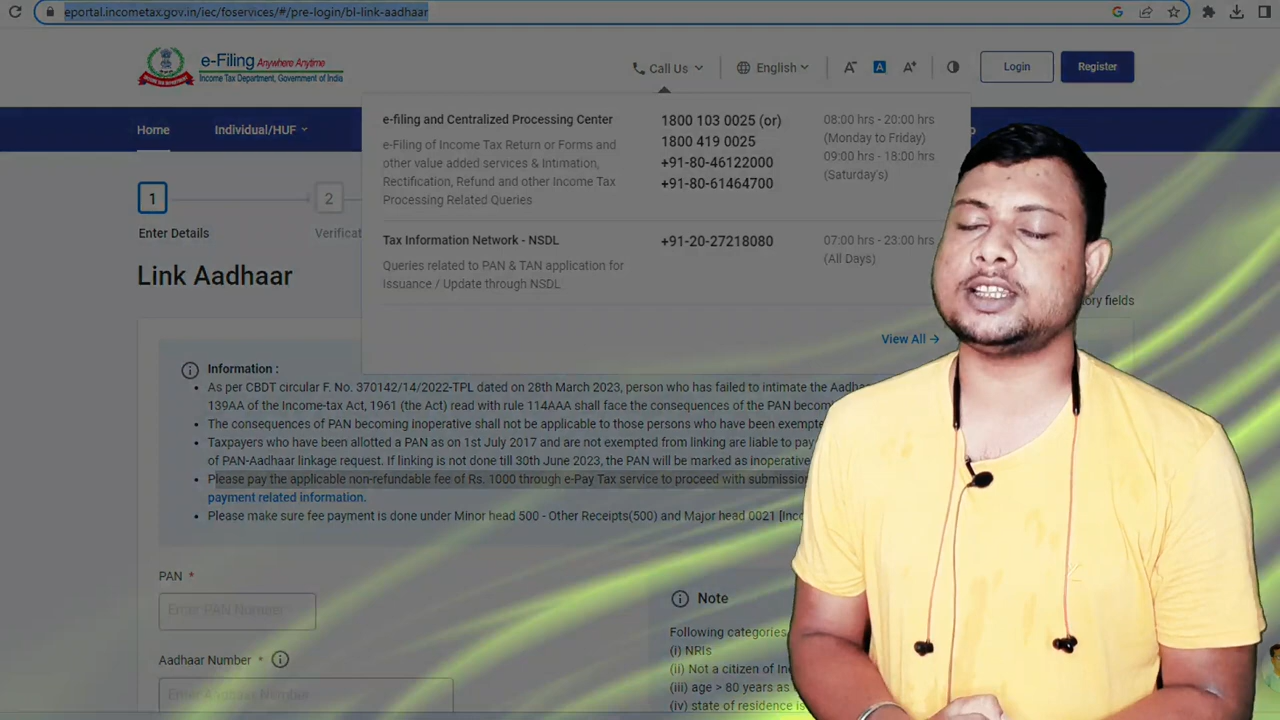 eportal.incometax.gov.in/iec/foservices/#/pre-login/bl-link-aadhaar
e-Filing Anywhere Anytime
Income Tax Department, Government of India
Call Us
English
A-
A
A+
Login
Register
Home
Individual/HUF
e-filing and Centralized Processing Center
e-Filing of Income Tax Return or Forms and
other value added services & Intimation,
Rectification, Refund and other Income Tax
Processing Related Queries
1800 103 0025 (or)
1800 419 0025
+91-80-46122000
+91-80-61464700
08:00 hrs - 20:00 hrs
(Monday to Friday)
09:00 hrs - 18:00 hrs
(Saturday's)
Tax Information Network - NSDL
Queries related to PAN & TAN application for
Issuance / Update through NSDL
+91-20-27218080
07:00 hrs - 23:00 hrs
(All Days)
View All →
1
2
Enter Details
Verificat
Link Aadhaar
ory fields
Information :
• As per CBDT circular F. No. 370142/14/2022-TPL dated on 28th March 2023, person who has failed to intimate the Aadha
139AA of the Income-tax Act, 1961 (the Act) read with rule 114AAA shall face the consequences of the PAN becomin
• The consequences of PAN becoming inoperative shall not be applicable to those persons who have been exempte
• Taxpayers who have been allotted a PAN as on 1st July 2017 and are not exempted from linking are liable to pay
of PAN-Aadhaar linkage request. If linking is not done till 30th June 2023, the PAN will be marked as inoperative
• Please pay the applicable non-refundable fee of Rs. 1000 through e-Pay Tax service to proceed with submission
payment related information.
• Please make sure fee payment is done under Minor head 500 - Other Receipts(500) and Major head 0021 [Inco
PAN *
Enter PAN Number
Aadhaar Number *
Enter Aadhaar Number
Note
Following categories
(i) NRIs
(ii) Not a citizen of In
(iii) age > 80 years as
(iv) state of residence is